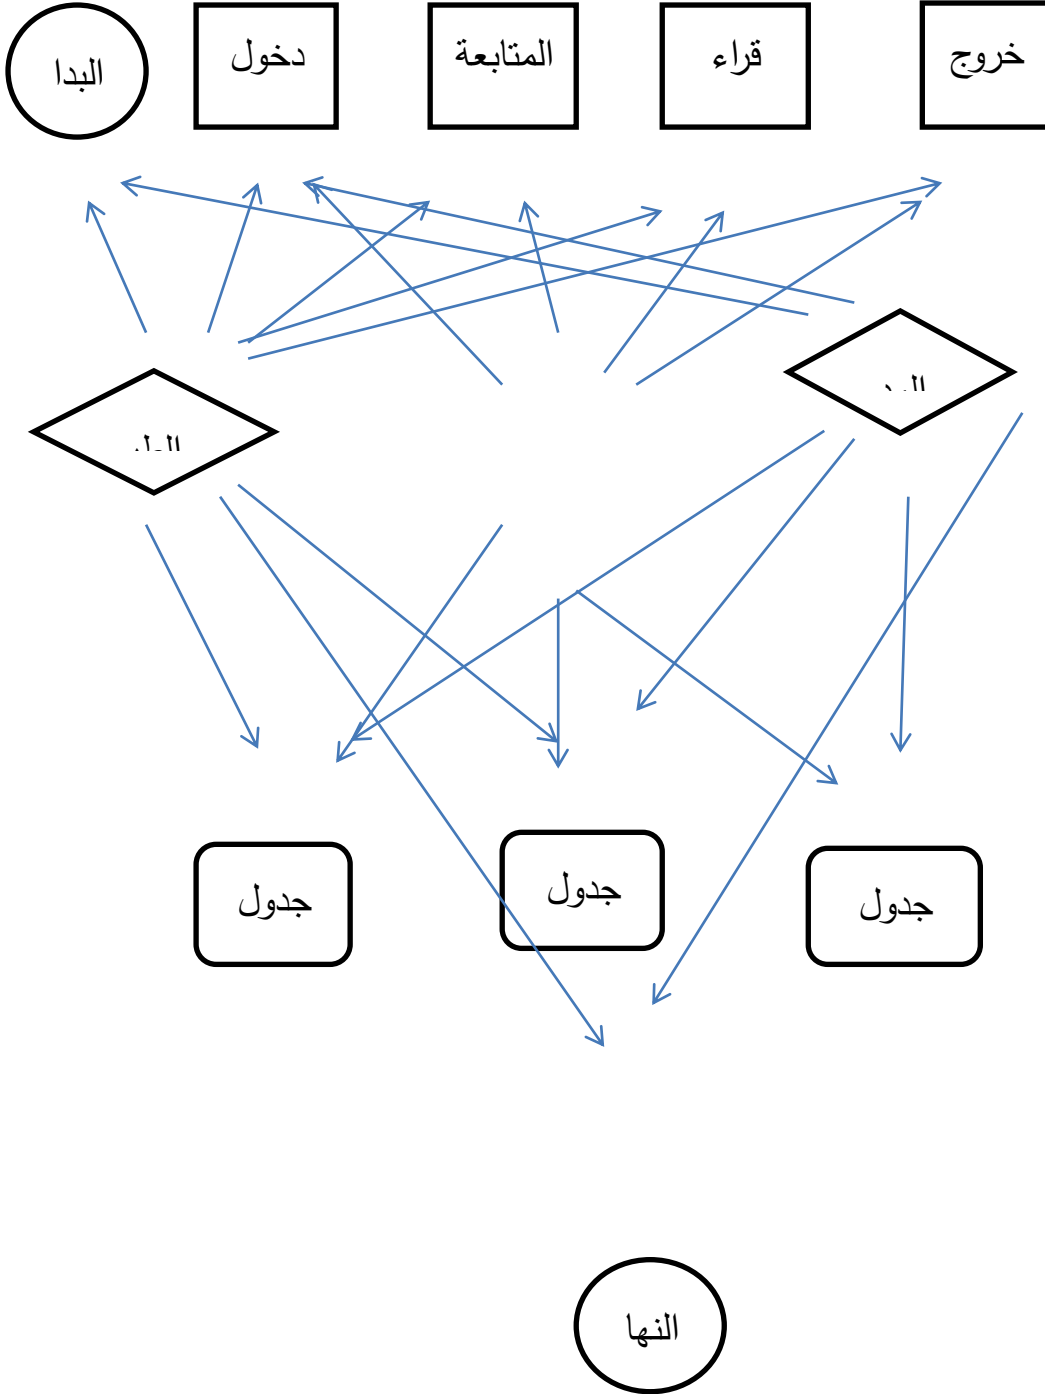 البدا
دخول
المتابعة
قراء
خروج
جدول
جدول
جدول
النها